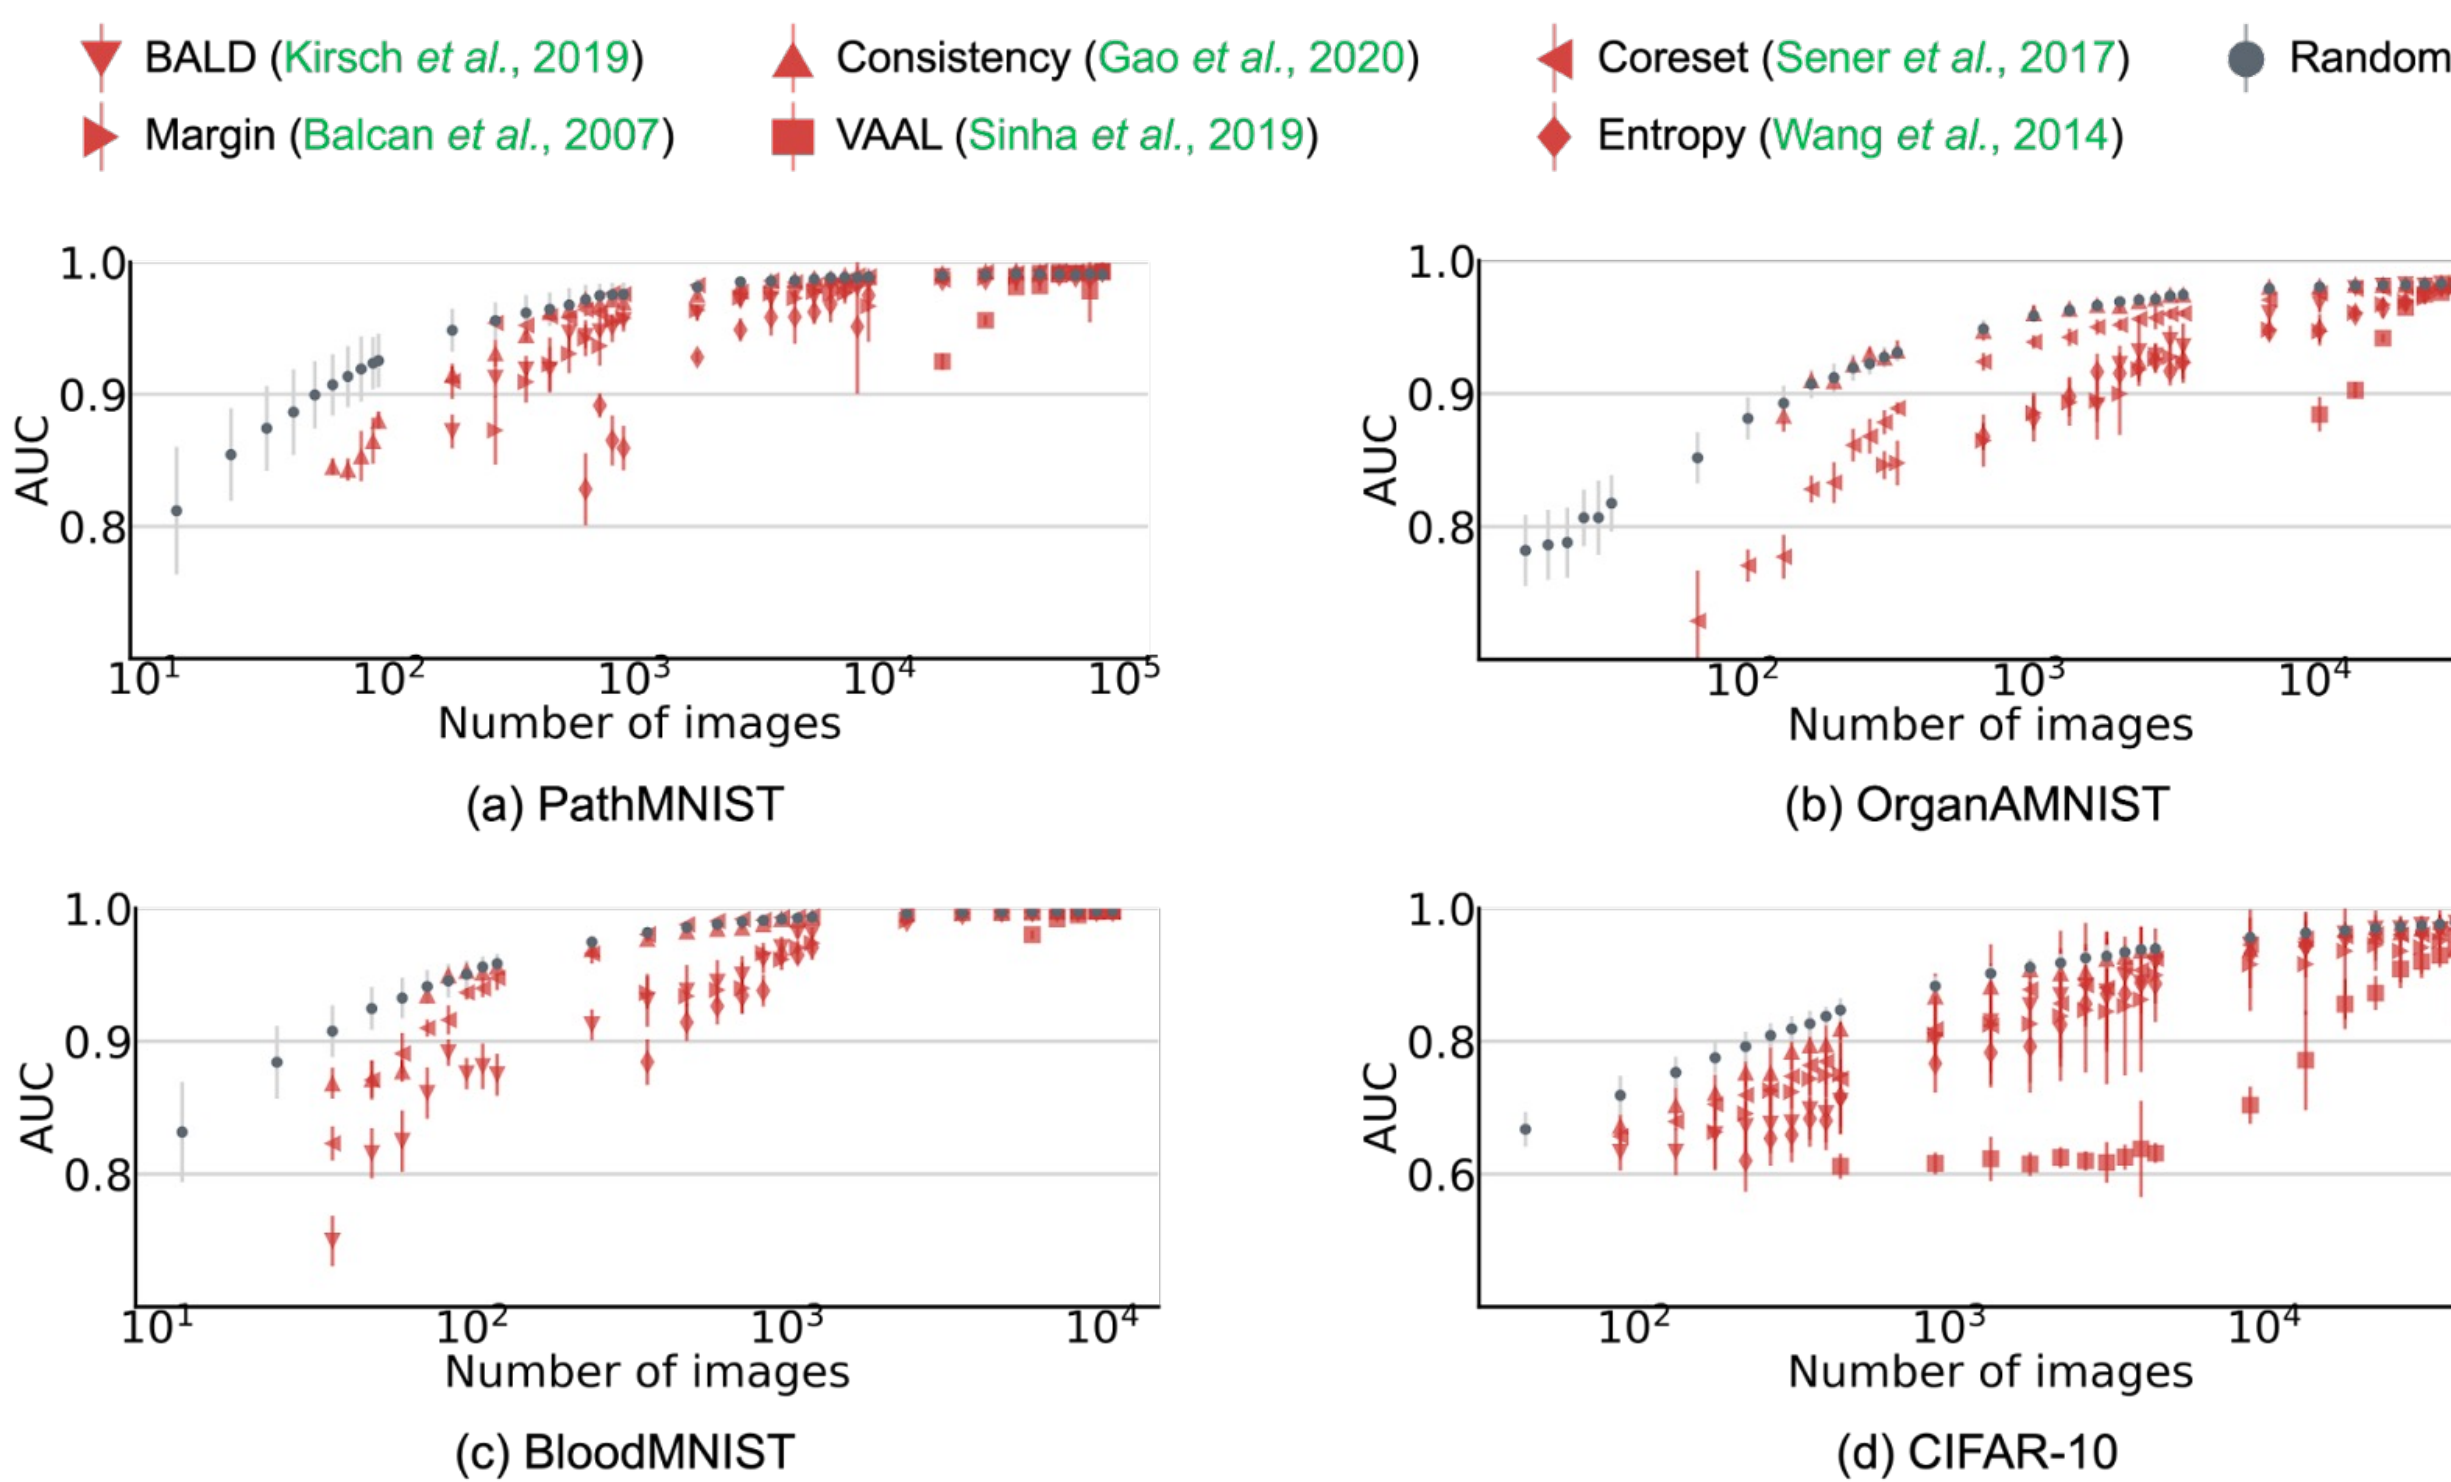 BALD (Kirsch et al., 2019) Consistency (Gao et al., 2020) Coreset (Sener et al., 2017) Random
Margin (Balcan et al., 2007) VAAL (Sinha et al., 2019) Entropy (Wang et al., 2014)
1.0
0.9
0.8
AUC
10¹ 10² 10³ 10⁴ 10⁵
Number of images
(a) PathMNIST
1.0
0.9
0.8
AUC
10² 10³ 10⁴
Number of images
(b) OrganAMNIST
1.0
0.9
0.8
AUC
10¹ 10² 10³ 10⁴
Number of images
(c) BloodMNIST
1.0
0.8
0.6
AUC
10² 10³ 10⁴
Number of images
(d) CIFAR-10